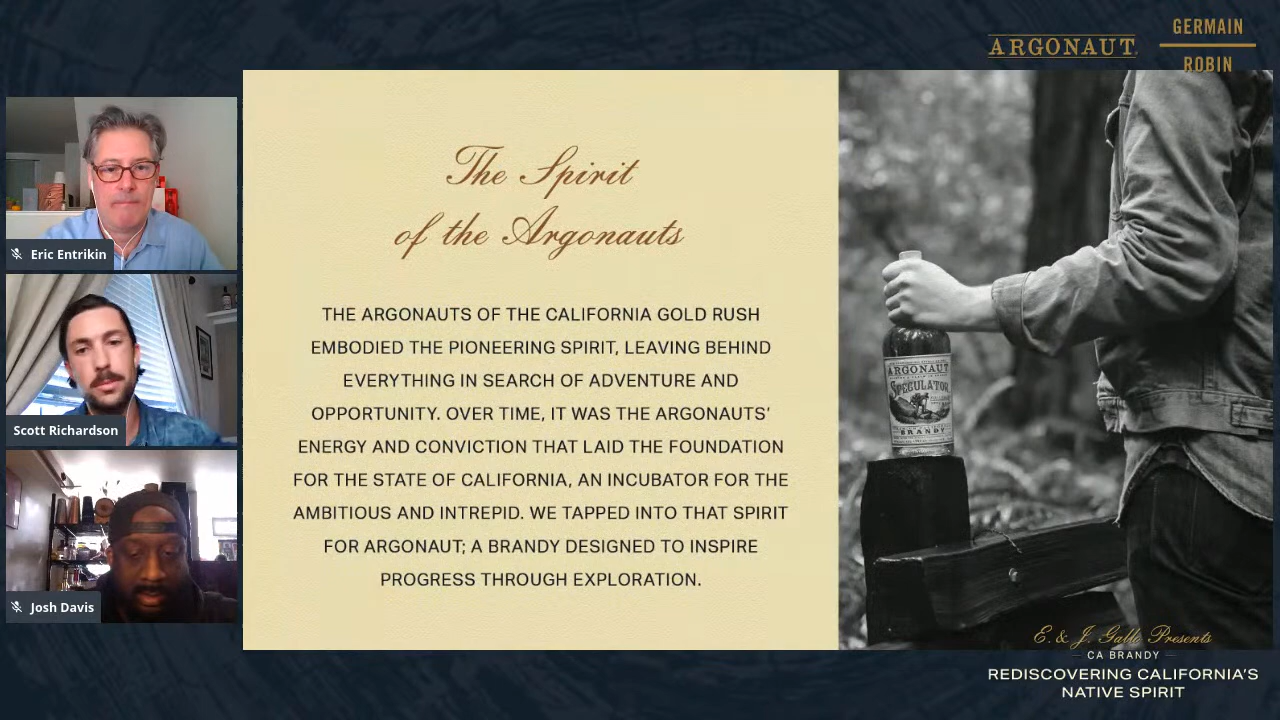 ARGONAUT
GERMAIN
ROBIN
Eric Entrikin
Scott Richardson
Josh Davis
The Spirit
of the Argonauts
THE ARGONAUTS OF THE CALIFORNIA GOLD RUSH
EMBODIED THE PIONEERING SPIRIT, LEAVING BEHIND
EVERYTHING IN SEARCH OF ADVENTURE AND
OPPORTUNITY. OVER TIME, IT WAS THE ARGONAUTS'
ENERGY AND CONVICTION THAT LAID THE FOUNDATION
FOR THE STATE OF CALIFORNIA, AN INCUBATOR FOR THE
AMBITIOUS AND INTREPID. WE TAPPED INTO THAT SPIRIT
FOR ARGONAUT; A BRANDY DESIGNED TO INSPIRE
PROGRESS THROUGH EXPLORATION.
ARGONAUT
SPECULATOR
BRANDY
E. & J. Gallo Presents
CA BRANDY
REDISCOVERING CALIFORNIA'S
NATIVE SPIRIT